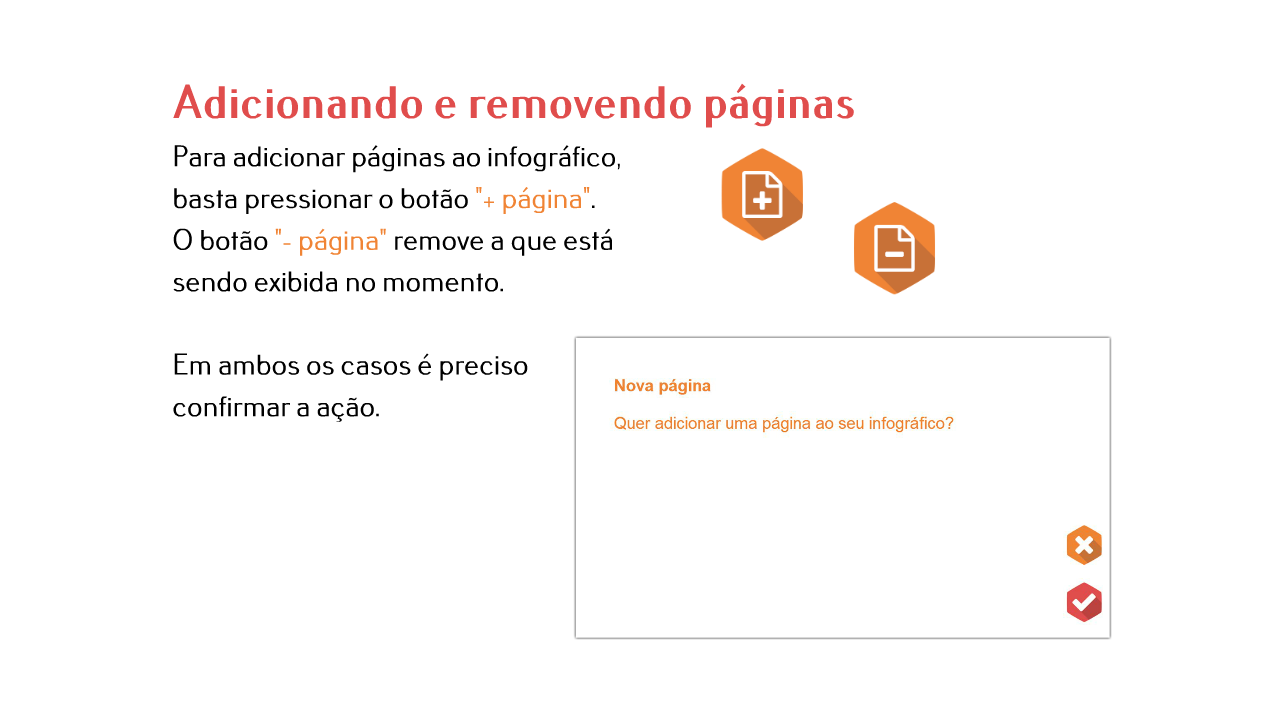 Adicionando e removendo páginas
Para adicionar páginas ao infográfico,
basta pressionar o botão "+ página".
O botão "- página" remove a que está
sendo exibida no momento.
Em ambos os casos é preciso
confirmar a ação.
Nova página
Quer adicionar uma página ao seu infográfico?